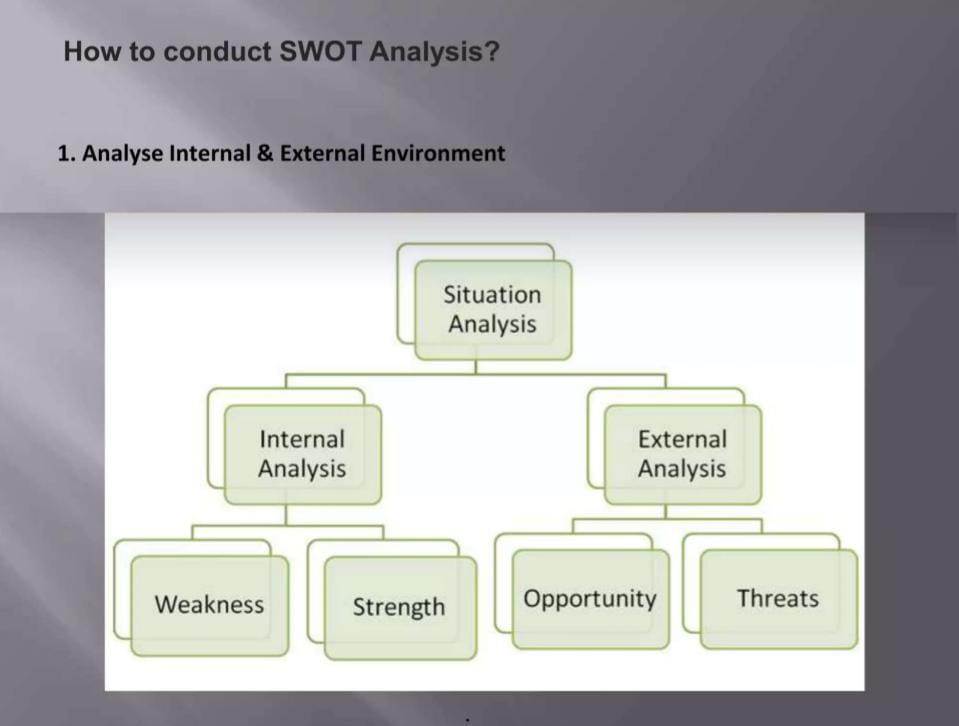 How to conduct SWOT Analysis?
1. Analyse Internal & External Environment
Situation
Analysis
Internal
Analysis
External
Analysis
Weakness
Strength
Opportunity
Threats
.